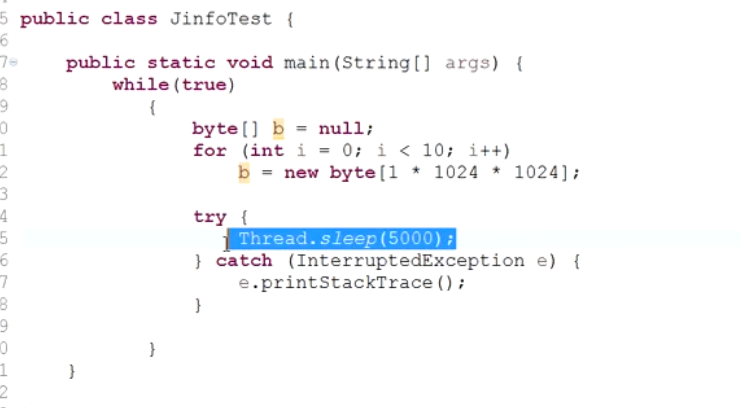 5 public class JinfoTest {
6
7 public static void main(String[] args) {
8 while(true)
9 {
0 byte[] b = null;
1 for (int i = 0; i < 10; i++)
2 b = new byte[1 * 1024 * 1024];
3
4 try {
5 Thread.sleep(5000);
6 } catch (InterruptedException e) {
7 e.printStackTrace();
8 }
9
0 }
1 }
2